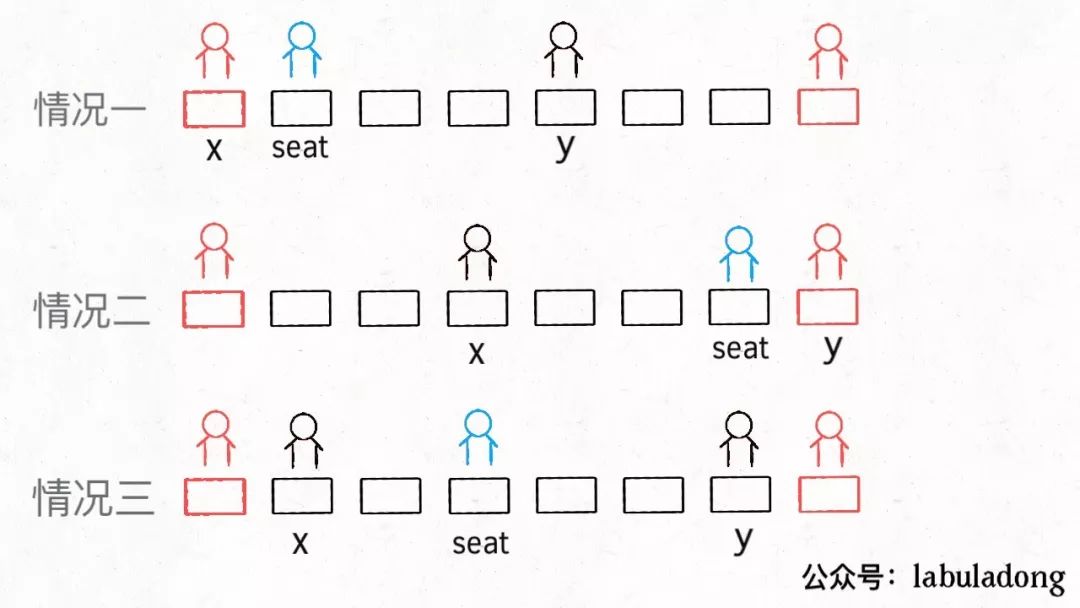 情况一
x seat y
情况二
x seat y
情况三
x seat y
公众号：labuladong